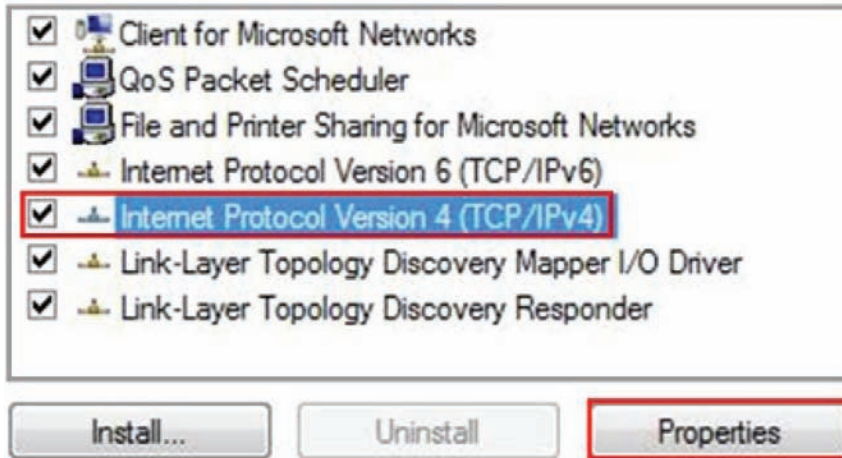 Client for Microsoft Networks
QoS Packet Scheduler
File and Printer Sharing for Microsoft Networks
Internet Protocol Version 6 (TCP/IPv6)
Internet Protocol Version 4 (TCP/IPv4)
Link-Layer Topology Discovery Mapper I/O Driver
Link-Layer Topology Discovery Responder
Install... Uninstall Properties